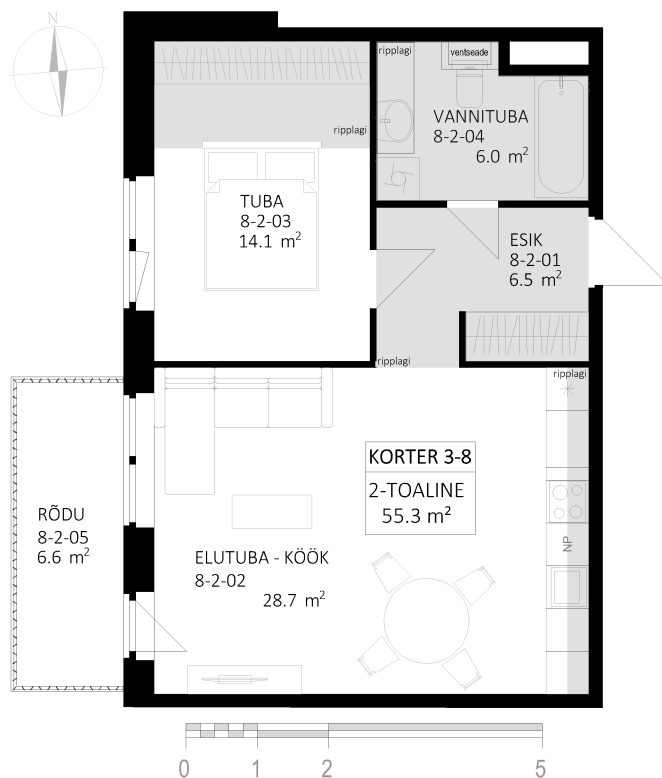 N
ripplagi
ventseade
VANNITUBA
8-2-04
6.0 m²
ripplagi
TUBA
8-2-03
14.1 m²
ESIK
8-2-01
6.5 m²
ripplagi
ripplagi
KORTER 3-8
2-TOALINE
55.3 m²
RÕDU
8-2-05
6.6 m²
ELUTUBA - KÖÖK
8-2-02
28.7 m²
NP
0 1 2 5